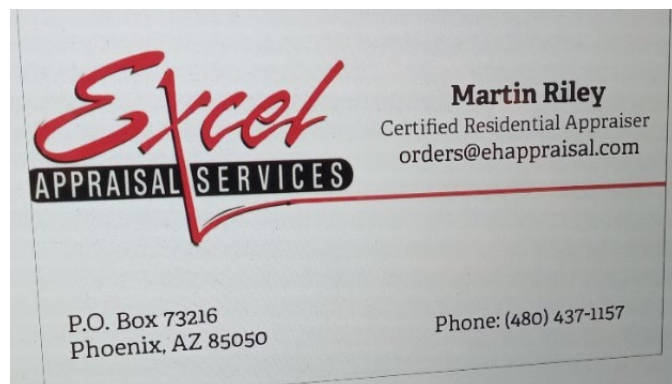 Excel
APPRAISAL SERVICES
Martin Riley
Certified Residential Appraiser
orders@ehappraisal.com
P.O. Box 73216
Phoenix, AZ 85050
Phone: (480) 437-1157